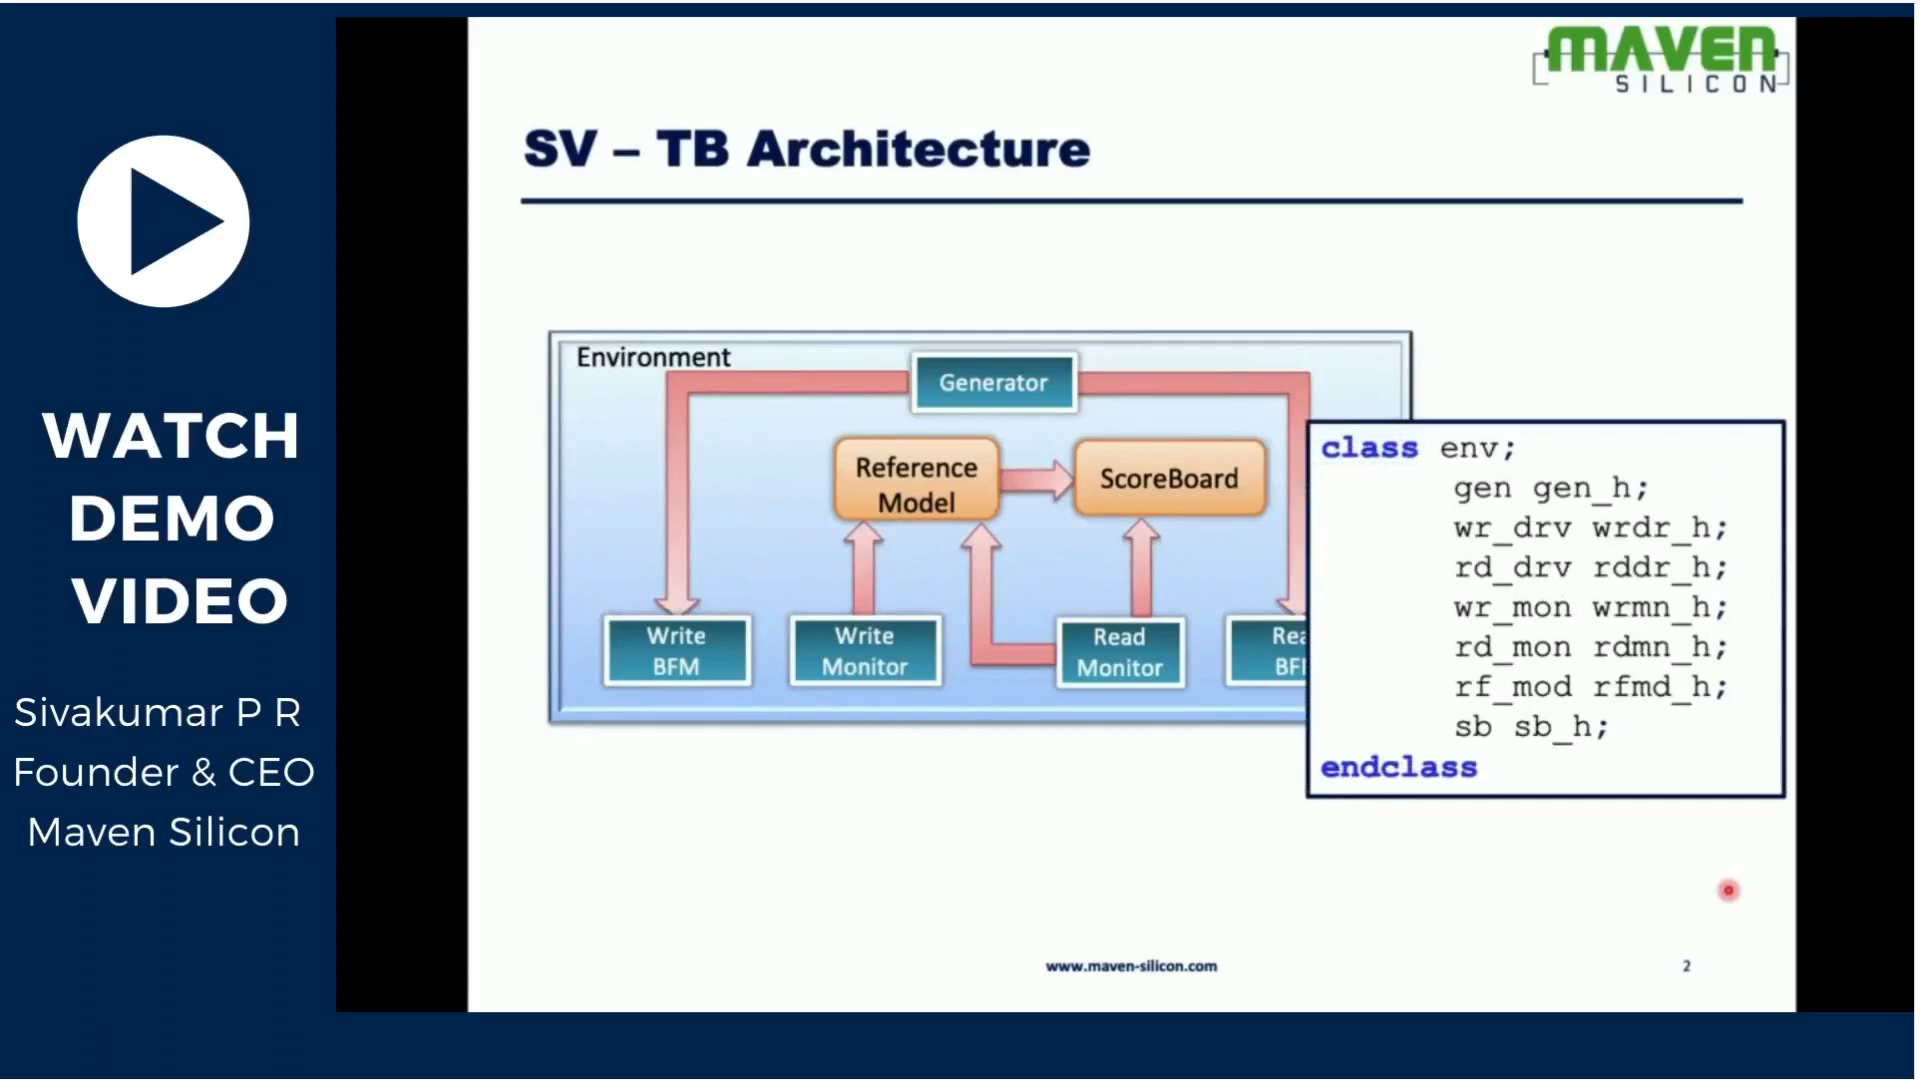 WATCH
DEMO
VIDEO
Sivakumar P R
Founder & CEO
Maven Silicon
MAVEN
SILICON
SV – TB Architecture
Environment
Generator
Reference
Model
ScoreBoard
Write
BFM
Write
Monitor
Read
Monitor
class env;
gen gen_h;
wr_drv wrdr_h;
rd_drv rddr_h;
wr_mon wrmn_h;
rd_mon rdmn_h;
rf_mod rfmd_h;
sb sb_h;
endclass
www.maven-silicon.com
2